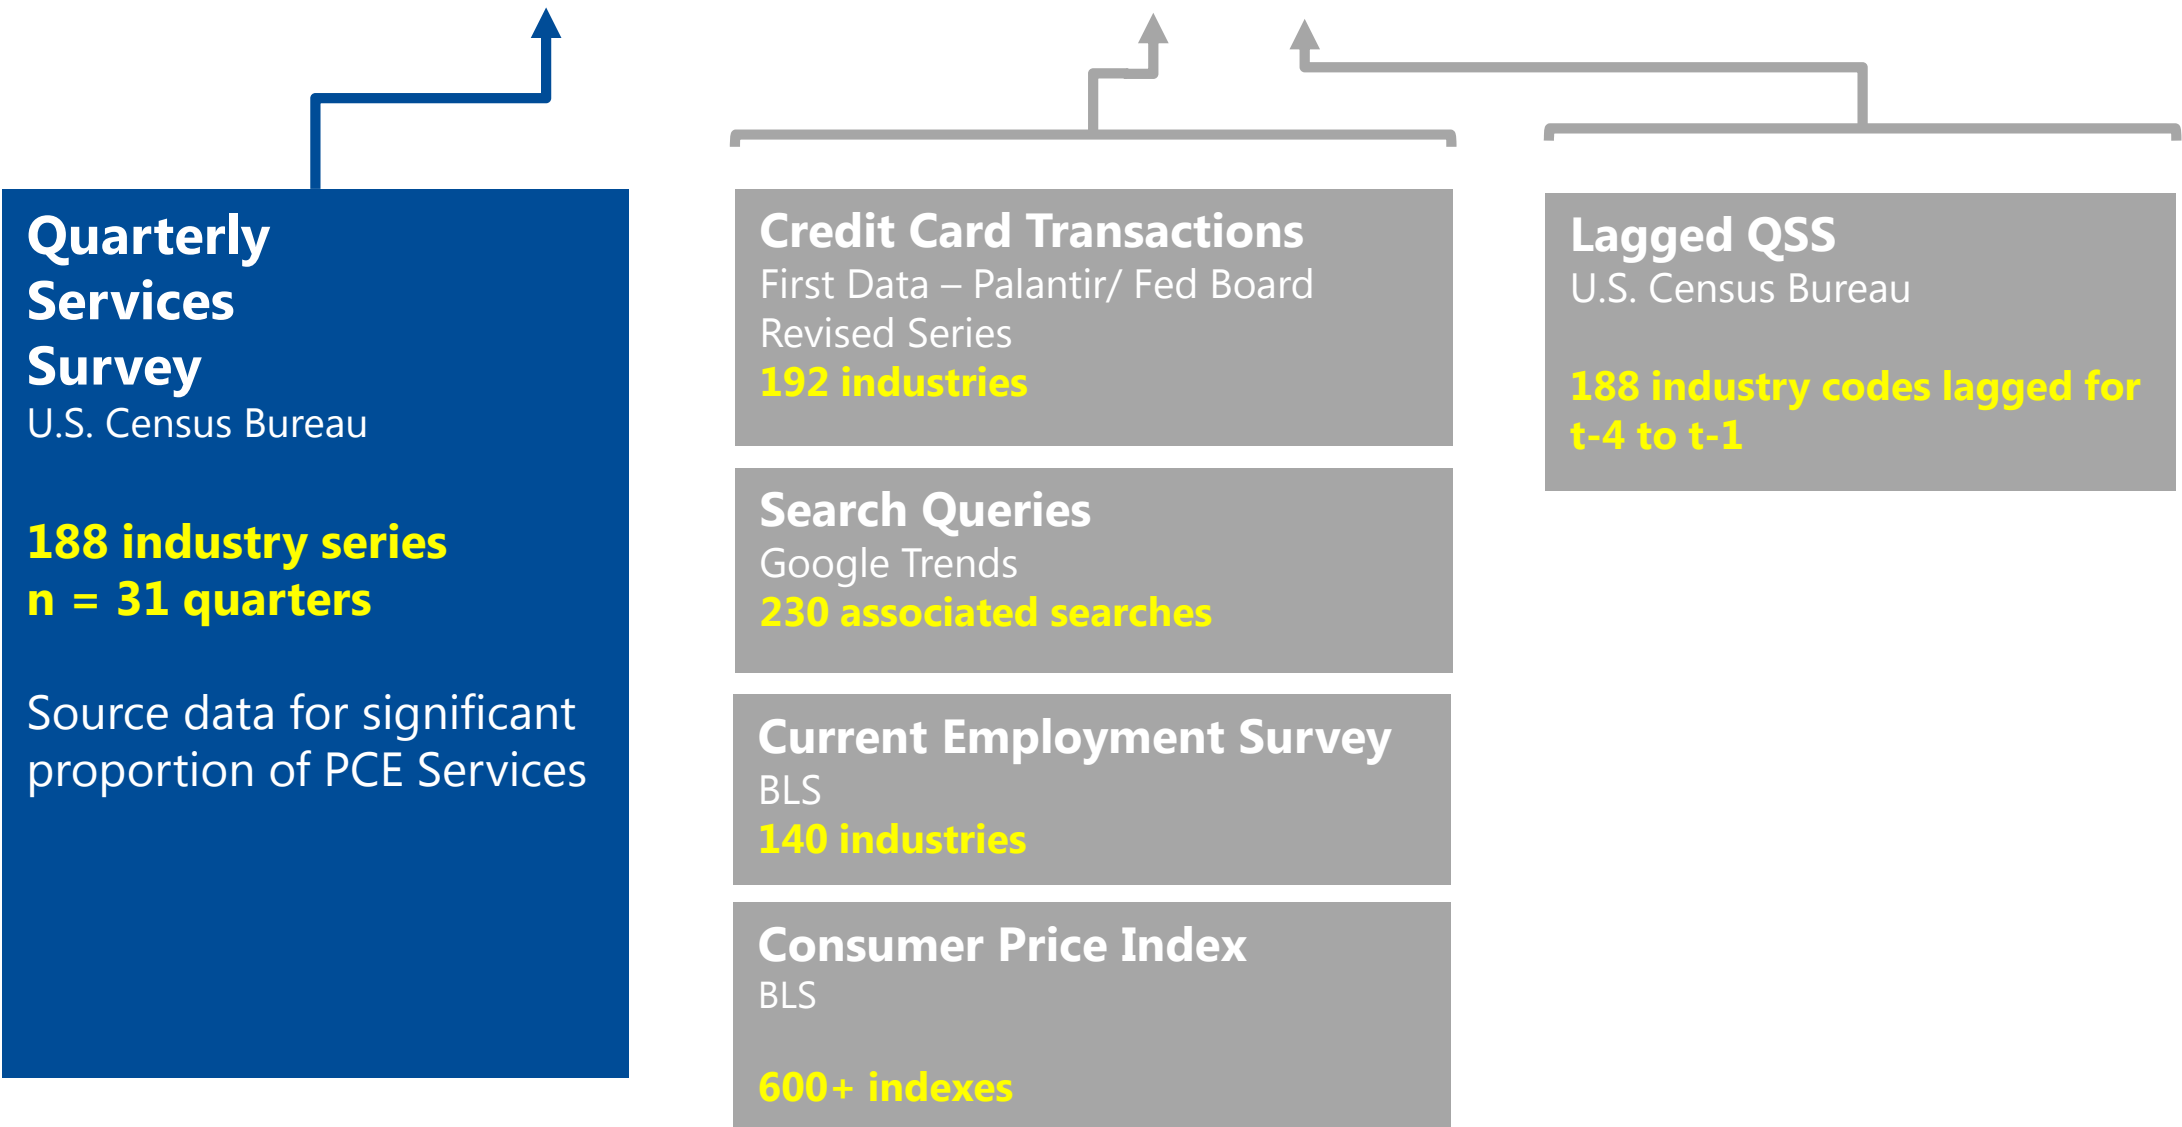 Quarterly
Services
Survey
U.S. Census Bureau
188 industry series
n = 31 quarters
Source data for significant
proportion of PCE Services
Credit Card Transactions
First Data – Palantir/ Fed Board
Revised Series
192 industries
Search Queries
Google Trends
230 associated searches
Current Employment Survey
BLS
140 industries
Consumer Price Index
BLS
600+ indexes
Lagged QSS
U.S. Census Bureau
188 industry codes lagged for
t-4 to t-1